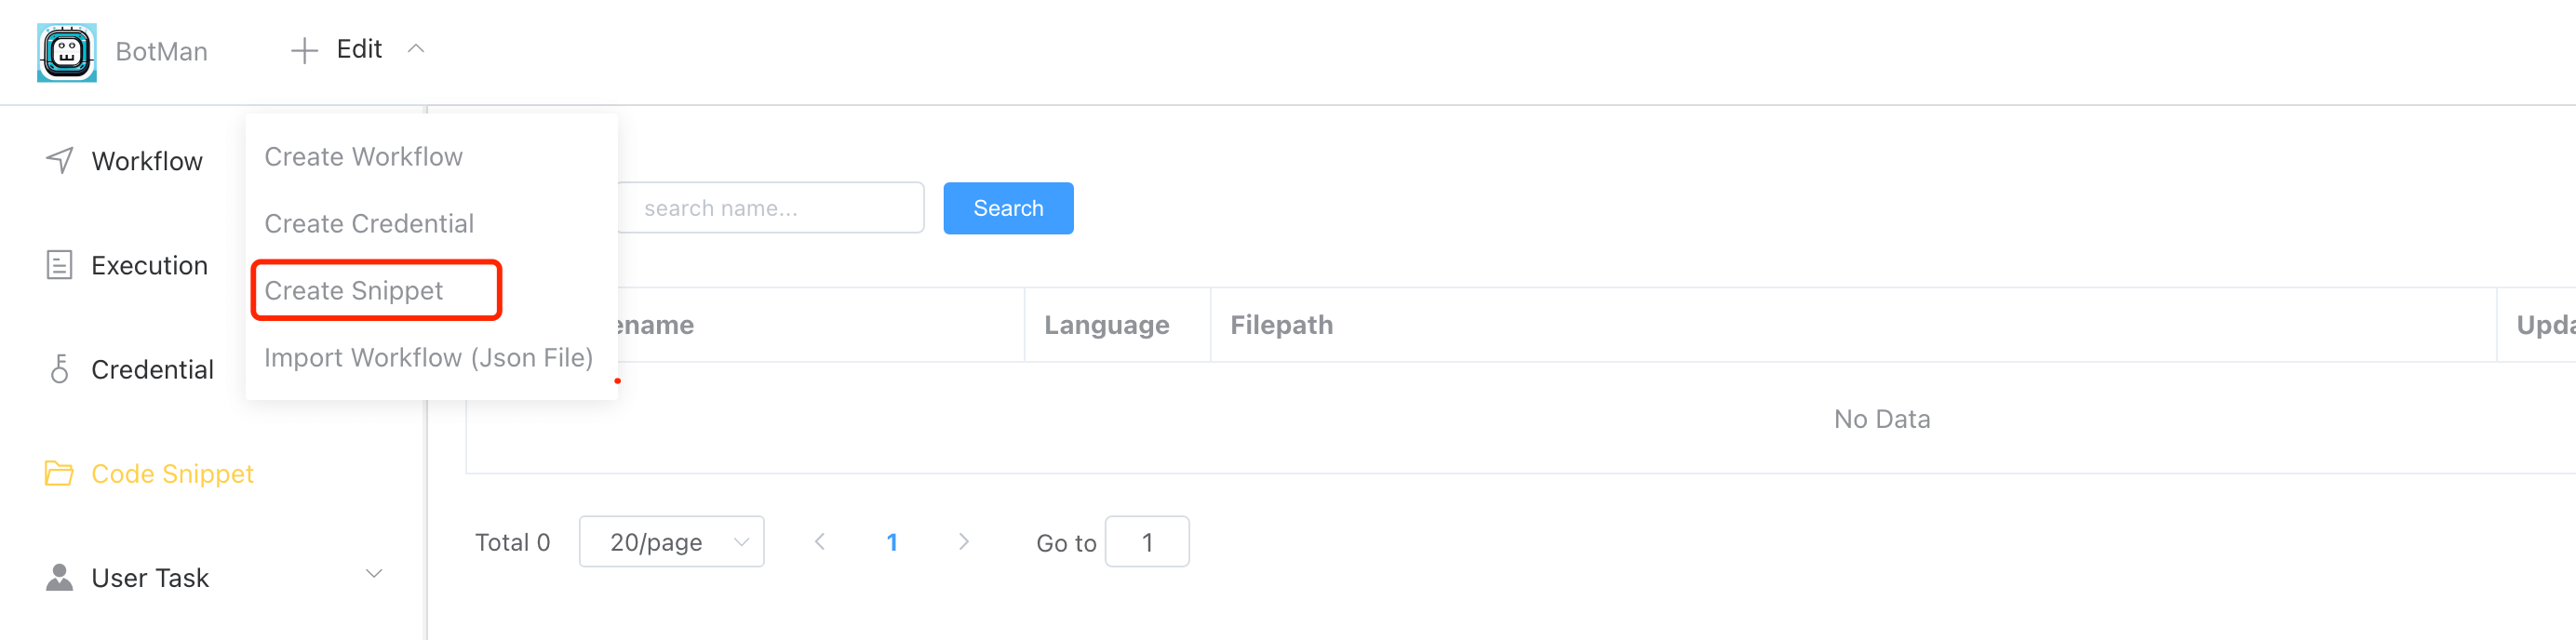 BotMan
Edit
Workflow
Execution
Credential
Code Snippet
User Task
Create Workflow
Create Credential
Create Snippet
Import Workflow (Json File)
search name...
Search
ename Language Filepath Upda
No Data
Total 0 20/page 1 Go to 1